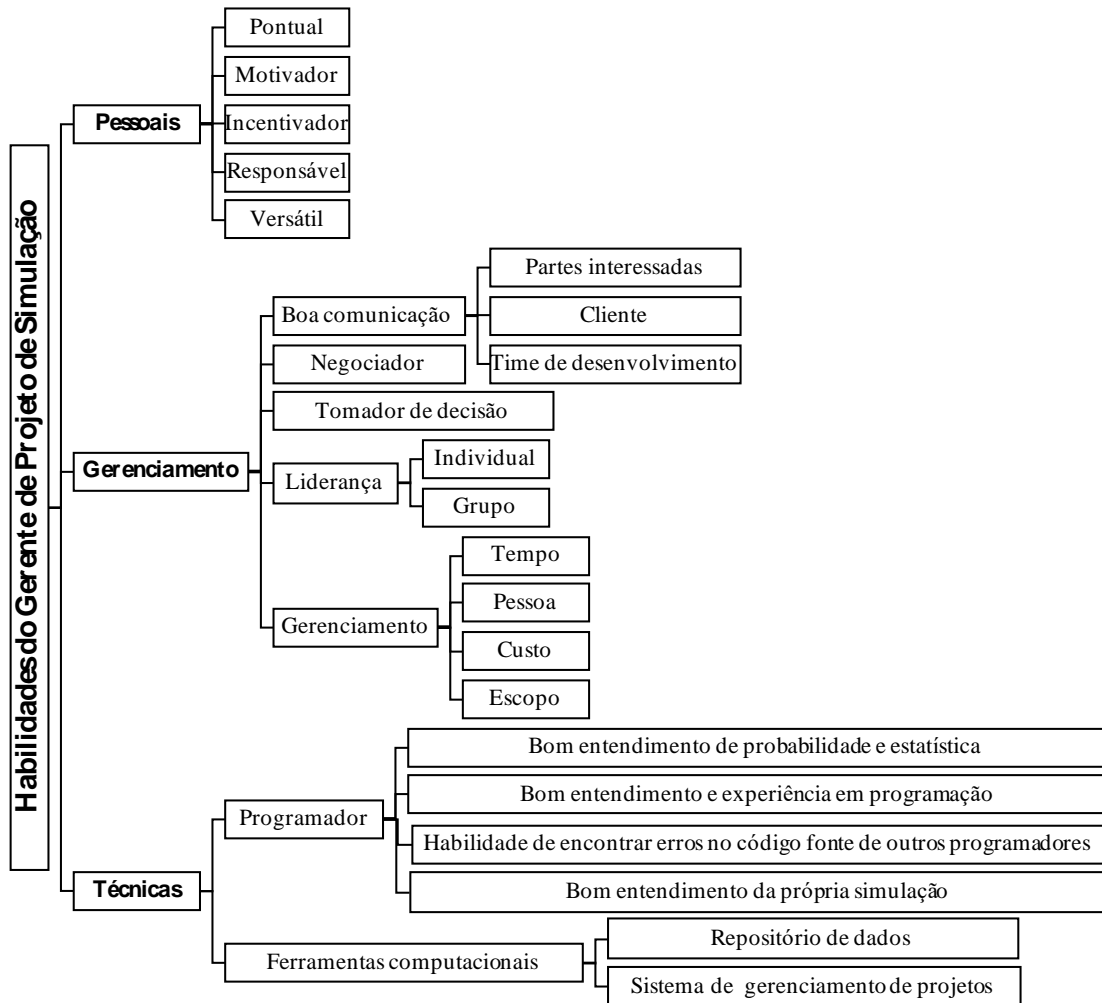 Habilidades do Gerente de Projeto de Simulação
Pessoais
Pontual
Motivador
Incentivador
Responsável
Versátil
Gerenciamento
Boa comunicação
Partes interessadas
Cliente
Time de desenvolvimento
Negociador
Tomador de decisão
Liderança
Individual
Grupo
Gerenciamento
Tempo
Pessoa
Custo
Escopo
Técnicas
Programador
Bom entendimento de probabilidade e estatística
Bom entendimento e experiência em programação
Habilidade de encontrar erros no código fonte de outros programadores
Bom entendimento da própria simulação
Ferramentas computacionais
Repositório de dados
Sistema de gerenciamento de projetos